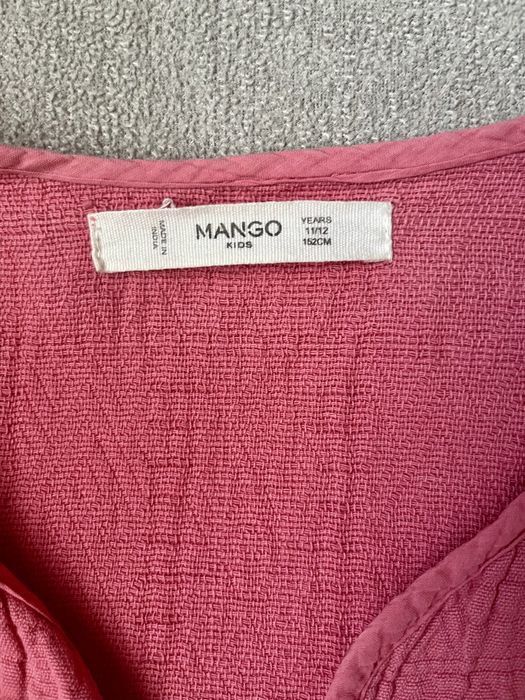 MADE IN
INDIA
MANGO
KIDS
YEARS
11/12
152CM